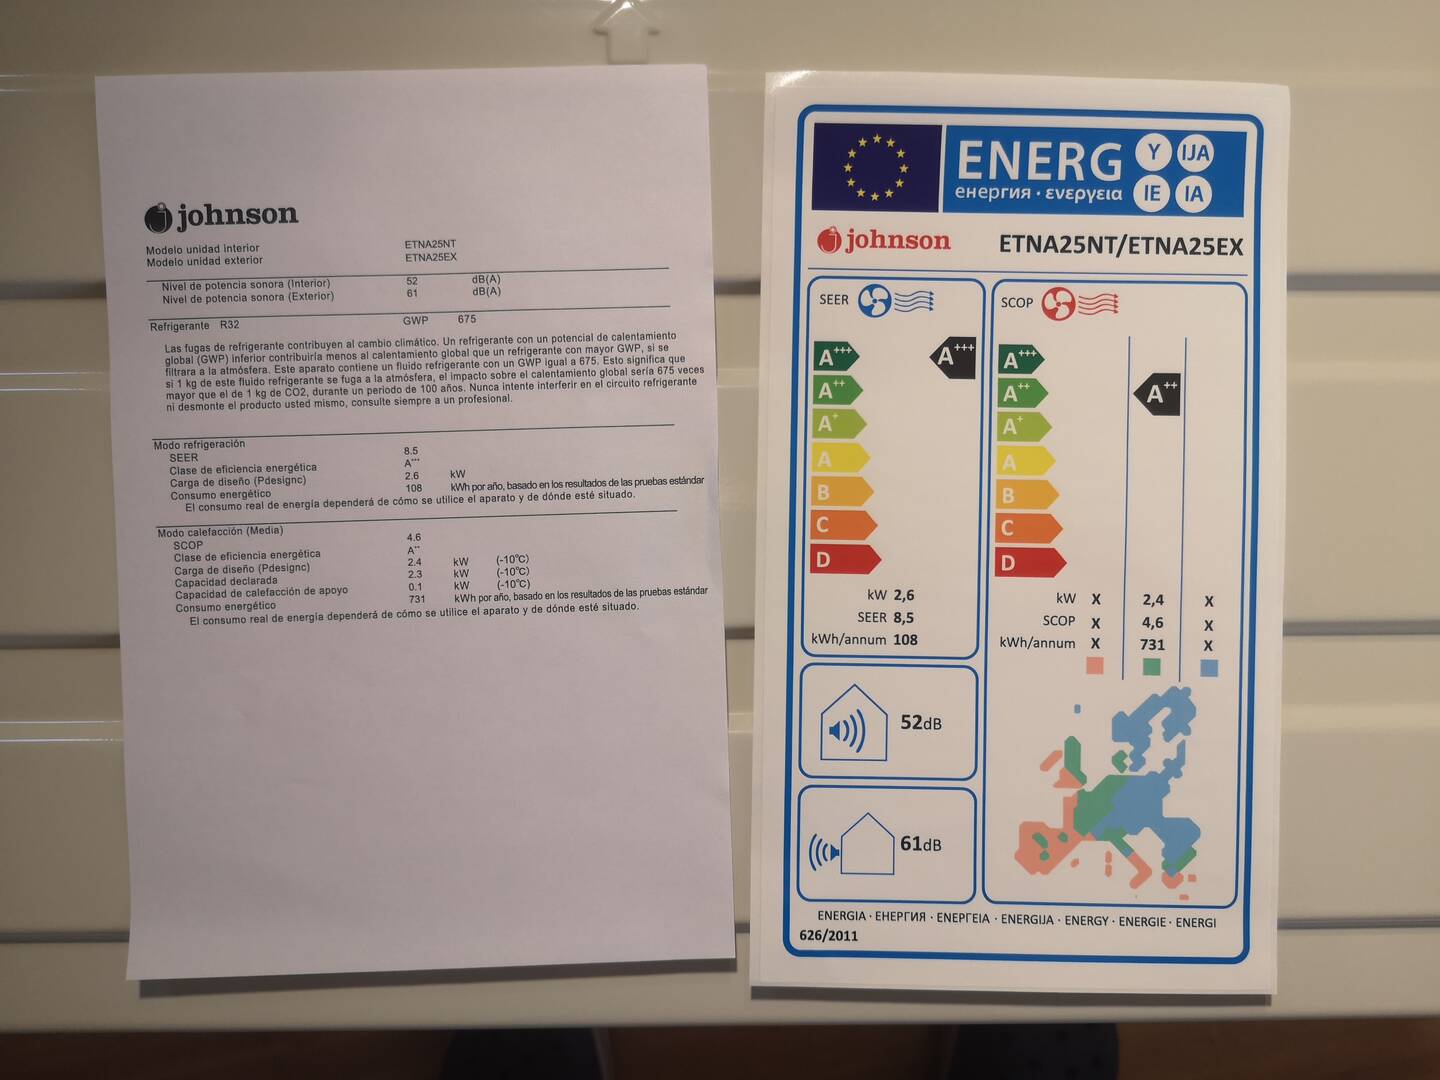 johnson
Modelo unidad interior ETNA25NT
Modelo unidad exterior ETNA25EX
Nivel de potencia sonora (Interior) 52 dB(A)
Nivel de potencia sonora (Exterior) 61 dB(A)
Refrigerante R32 GWP 675
Las fugas de refrigerante contribuyen al cambio climático. Un refrigerante con un potencial de calentamiento
global (GWP) inferior contribuiría menos al calentamiento global que un refrigerante con mayor GWP, si se
filtrara a la atmósfera. Este aparato contiene un fluido refrigerante con un GWP igual a 675. Esto significa que
si 1 kg de este fluido refrigerante se fuga a la atmósfera, el impacto sobre el calentamiento global sería 675 veces
mayor que el de 1 kg de CO2, durante un periodo de 100 años. Nunca intente interferir en el circuito refrigerante
ni desmonte el producto usted mismo, consulte siempre a un profesional.
Modo refrigeración
SEER 8.5
Clase de eficiencia energética A+++
Carga de diseño (Pdesignc) 2.6 kW
Consumo energético 108 kWh por año, basado en los resultados de las pruebas estándar
El consumo real de energía dependerá de cómo se utilice el aparato y de dónde esté situado.
Modo calefacción (Media)
SCOP 4.6
Clase de eficiencia energética A++
Carga de diseño (Pdesignc) 2.4 kW (-10℃)
Capacidad declarada 2.3 kW (-10℃)
Capacidad de calefacción de apoyo 0.1 kW (-10℃)
Consumo energético 731 kWh por año, basado en los resultados de las pruebas estándar
El consumo real de energía dependerá de cómo se utilice el aparato y de dónde esté situado.
ENERG Y IJA
енергия · ενεργεια IE IA
johnson ETNA25NT/ETNA25EX
SEER
A+++ A+++
A++
A+
A
B
C
D
kW 2,6
SEER 8,5
kWh/annum 108
SCOP
A+++
A++ A++
A+
A
B
C
D
kW X 2,4 X
SCOP X 4,6 X
kWh/annum X 731 X
52dB
61dB
ENERGIA · ЕНЕРГИЯ · ΕΝΕΡΓΕΙΑ · ENERGIJA · ENERGY · ENERGIE · ENERGI
626/2011